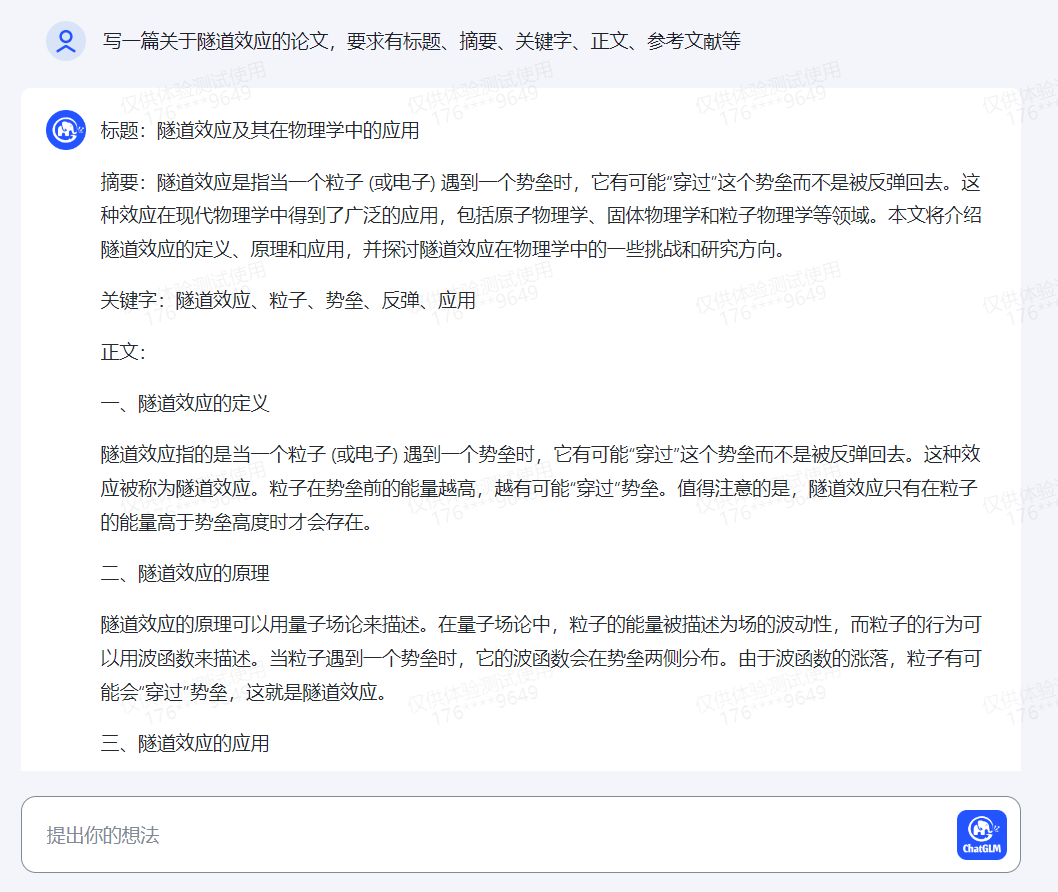 写一篇关于隧道效应的论文，要求有标题、摘要、关键字、正文、参考文献等
标题：隧道效应及其在物理学中的应用
摘要：隧道效应是指当一个粒子 (或电子) 遇到一个势垒时，它有可能“穿过”这个势垒而不是被反弹回去。这
种效应在现代物理学中得到了广泛的应用，包括原子物理学、固体物理学和粒子物理学等领域。本文将介绍
隧道效应的定义、原理和应用，并探讨隧道效应在物理学中的一些挑战和研究方向。
关键字：隧道效应、粒子、势垒、反弹、应用
正文：
一、隧道效应的定义
隧道效应指的是当一个粒子 (或电子) 遇到一个势垒时，它有可能“穿过”这个势垒而不是被反弹回去。这种效
应被称为隧道效应。粒子在势垒前的能量越高，越有可能“穿过”势垒。值得注意的是，隧道效应只有在粒子
的能量高于势垒高度时才会存在。
二、隧道效应的原理
隧道效应的原理可以用量子场论来描述。在量子场论中，粒子的能量被描述为场的波动性，而粒子的行为可
以用波函数来描述。当粒子遇到一个势垒时，它的波函数会在势垒两侧分布。由于波函数的涨落，粒子有可
能会“穿过”势垒，这就是隧道效应。
三、隧道效应的应用
提出你的想法
ChatGLM
仅供体验测试使用
176****9649